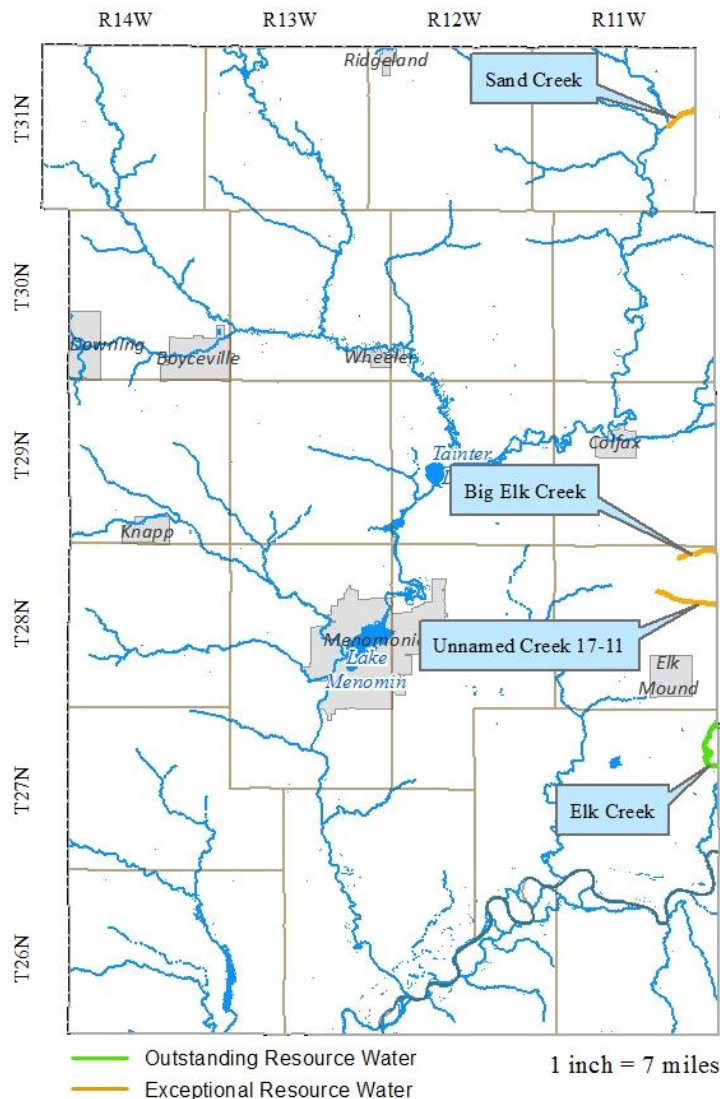 R14W R13W R12W R11W
T31N
T30N
T29N
T28N
T27N
T26N
Ridgeland
Sand Creek
Downing
Boyceville
Wheeler
Colfax
Tainter
Big Elk Creek
Knapp
Unnamed Creek 17-11
Menomonie
Lake
Menomin
Elk
Mound
Elk Creek
Outstanding Resource Water
Exceptional Resource Water
1 inch = 7 miles